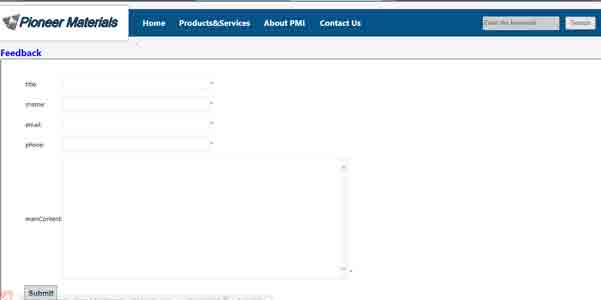 Pioneer Materials
Home Products&Services About PMI Contact Us Enter the keywords Search
Feedback
title: *
email: *
phone: *
mainContent: *
Submit